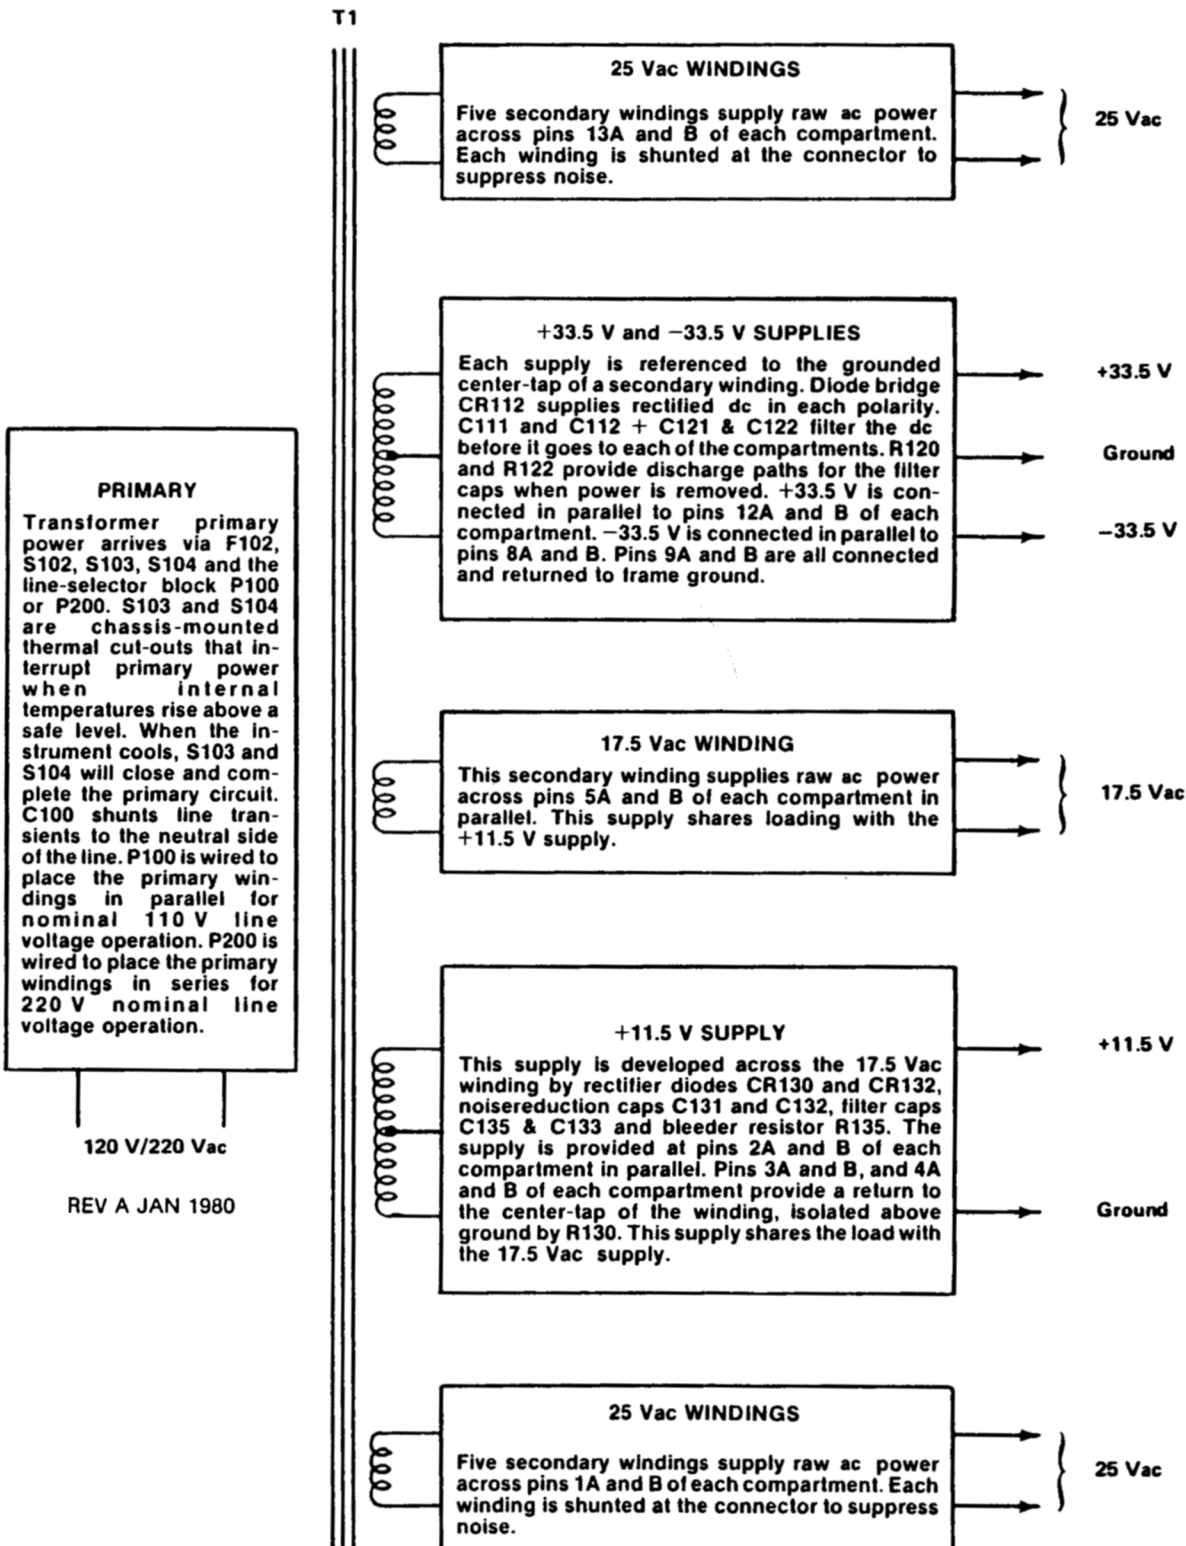 T1
25 Vac WINDINGS
Five secondary windings supply raw ac power
across pins 13A and B of each compartment.
Each winding is shunted at the connector to
suppress noise.
25 Vac
+33.5 V and −33.5 V SUPPLIES
Each supply is referenced to the grounded
center-tap of a secondary winding. Diode bridge
CR112 supplies rectified dc in each polarity.
C111 and C112 + C121 & C122 filter the dc
before it goes to each of the compartments. R120
and R122 provide discharge paths for the filter
caps when power is removed. +33.5 V is con-
nected in parallel to pins 12A and B of each
compartment. −33.5 V is connected in parallel to
pins 8A and B. Pins 9A and B are all connected
and returned to frame ground.
+33.5 V
Ground
−33.5 V
PRIMARY
Transformer primary
power arrives via F102,
S102, S103, S104 and the
line-selector block P100
or P200. S103 and S104
are chassis-mounted
thermal cut-outs that in-
terrupt primary power
when internal
temperatures rise above a
safe level. When the in-
strument cools, S103 and
S104 will close and com-
plete the primary circuit.
C100 shunts line tran-
sients to the neutral side
of the line. P100 is wired to
place the primary win-
dings in parallel for
nominal 110 V line
voltage operation. P200 is
wired to place the primary
windings in series for
220 V nominal line
voltage operation.
120 V/220 Vac
REV A JAN 1980
17.5 Vac WINDING
This secondary winding supplies raw ac power
across pins 5A and B of each compartment in
parallel. This supply shares loading with the
+11.5 V supply.
17.5 Vac
+11.5 V SUPPLY
This supply is developed across the 17.5 Vac
winding by rectifier diodes CR130 and CR132,
noisereduction caps C131 and C132, filter caps
C135 & C133 and bleeder resistor R135. The
supply is provided at pins 2A and B of each
compartment in parallel. Pins 3A and B, and 4A
and B of each compartment provide a return to
the center-tap of the winding, isolated above
ground by R130. This supply shares the load with
the 17.5 Vac supply.
+11.5 V
Ground
25 Vac WINDINGS
Five secondary windings supply raw ac power
across pins 1A and B of each compartment. Each
winding is shunted at the connector to suppress
noise.
25 Vac